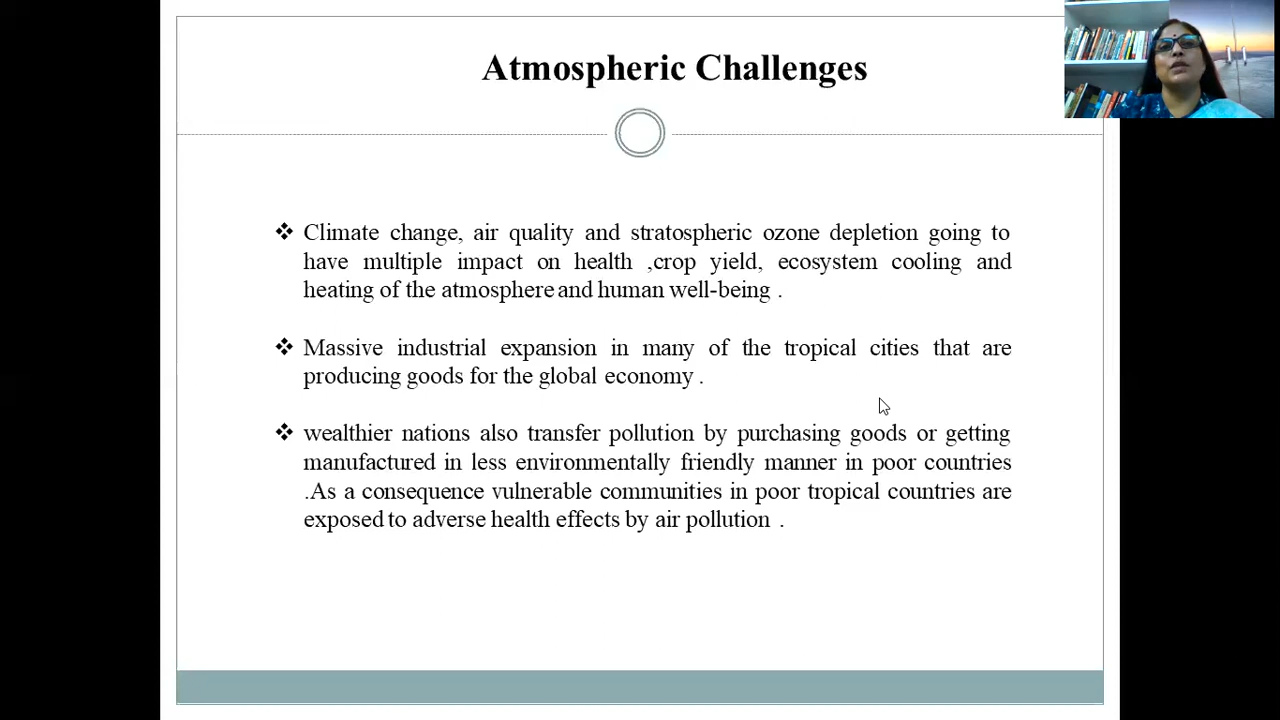 Atmospheric Challenges
❖ Climate change, air quality and stratospheric ozone depletion going to
have multiple impact on health ,crop yield, ecosystem cooling and
heating of the atmosphere and human well-being .
❖ Massive industrial expansion in many of the tropical cities that are
producing goods for the global economy .
❖ wealthier nations also transfer pollution by purchasing goods or getting
manufactured in less environmentally friendly manner in poor countries
.As a consequence vulnerable communities in poor tropical countries are
exposed to adverse health effects by air pollution .